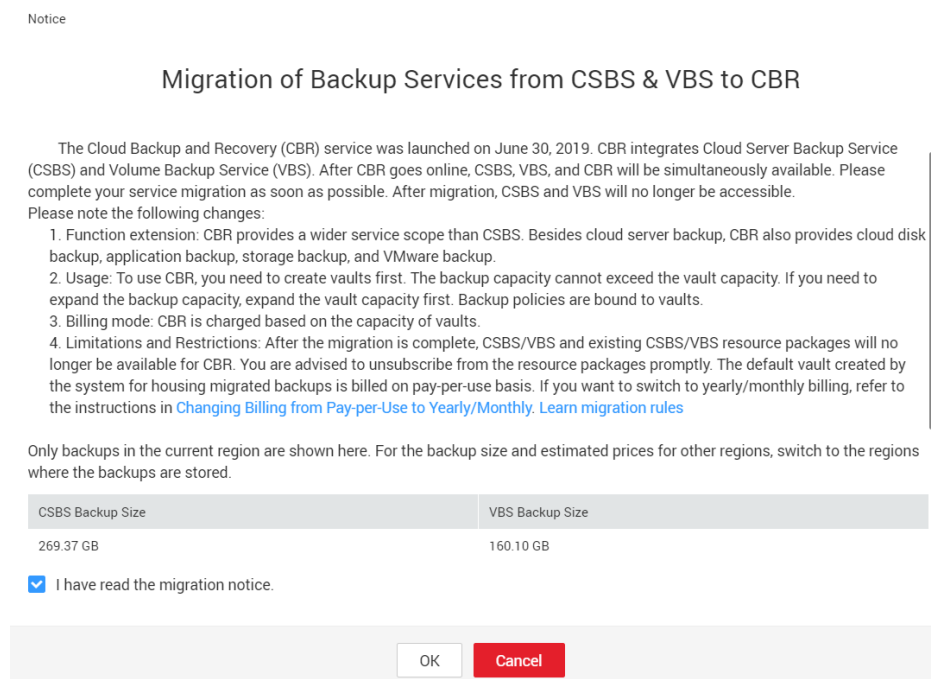 Notice
Migration of Backup Services from CSBS & VBS to CBR
The Cloud Backup and Recovery (CBR) service was launched on June 30, 2019. CBR integrates Cloud Server Backup Service
(CSBS) and Volume Backup Service (VBS). After CBR goes online, CSBS, VBS, and CBR will be simultaneously available. Please
complete your service migration as soon as possible. After migration, CSBS and VBS will no longer be accessible.
Please note the following changes:
1. Function extension: CBR provides a wider service scope than CSBS. Besides cloud server backup, CBR also provides cloud disk
backup, application backup, storage backup, and VMware backup.
2. Usage: To use CBR, you need to create vaults first. The backup capacity cannot exceed the vault capacity. If you need to
expand the backup capacity, expand the vault capacity first. Backup policies are bound to vaults.
3. Billing mode: CBR is charged based on the capacity of vaults.
4. Limitations and Restrictions: After the migration is complete, CSBS/VBS and existing CSBS/VBS resource packages will no
longer be available for CBR. You are advised to unsubscribe from the resource packages promptly. The default vault created by
the system for housing migrated backups is billed on pay-per-use basis. If you want to switch to yearly/monthly billing, refer to
the instructions in Changing Billing from Pay-per-Use to Yearly/Monthly. Learn migration rules
Only backups in the current region are shown here. For the backup size and estimated prices for other regions, switch to the regions
where the backups are stored.
CSBS Backup Size VBS Backup Size
269.37 GB 160.10 GB
I have read the migration notice.
OK Cancel